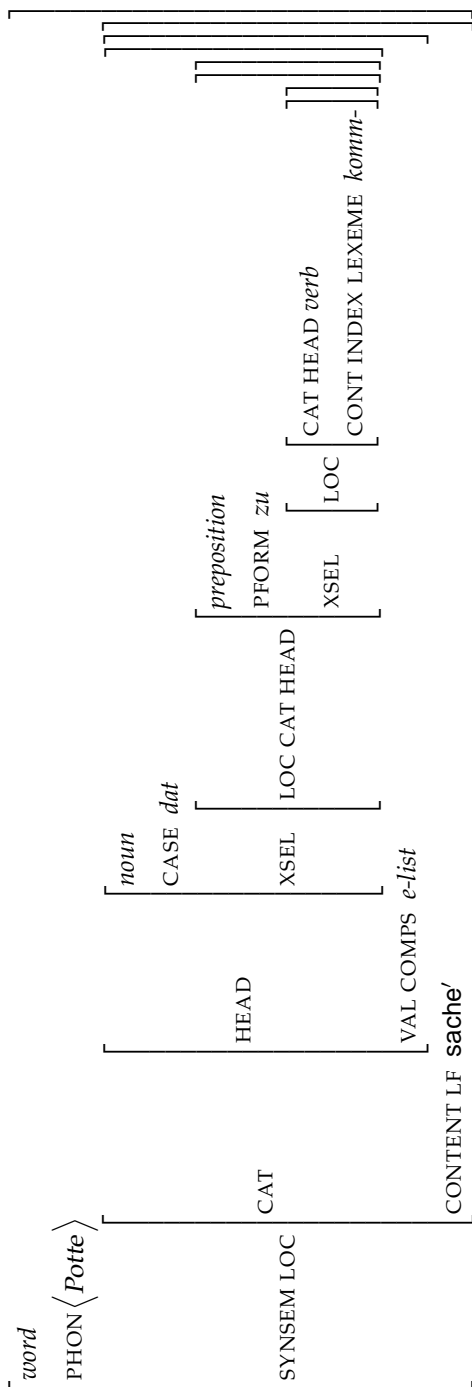 word
PHON ⟨Potte⟩
noun
CASE dat
preposition
HEAD
PFORM zu
CAT
SYNSEM LOC XSEL LOC CAT HEAD
CAT HEAD verb
XSEL LOC
CONT INDEX LEXEME komm-
VAL COMPS e-list
CONTENT LF sache′